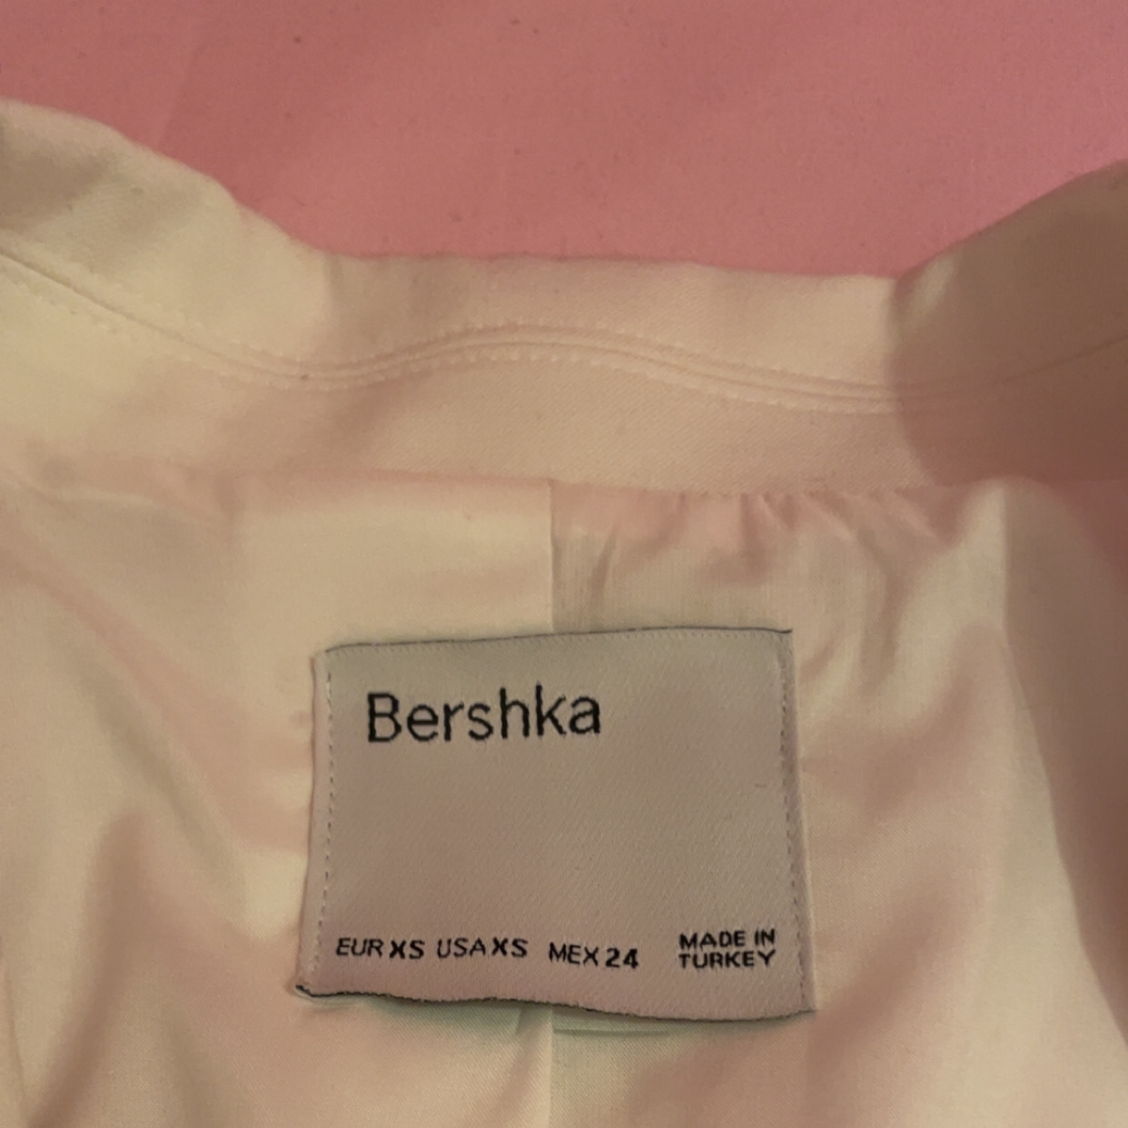 Bershka
EUR XS USA XS MEX 24
MADE IN
TURKEY